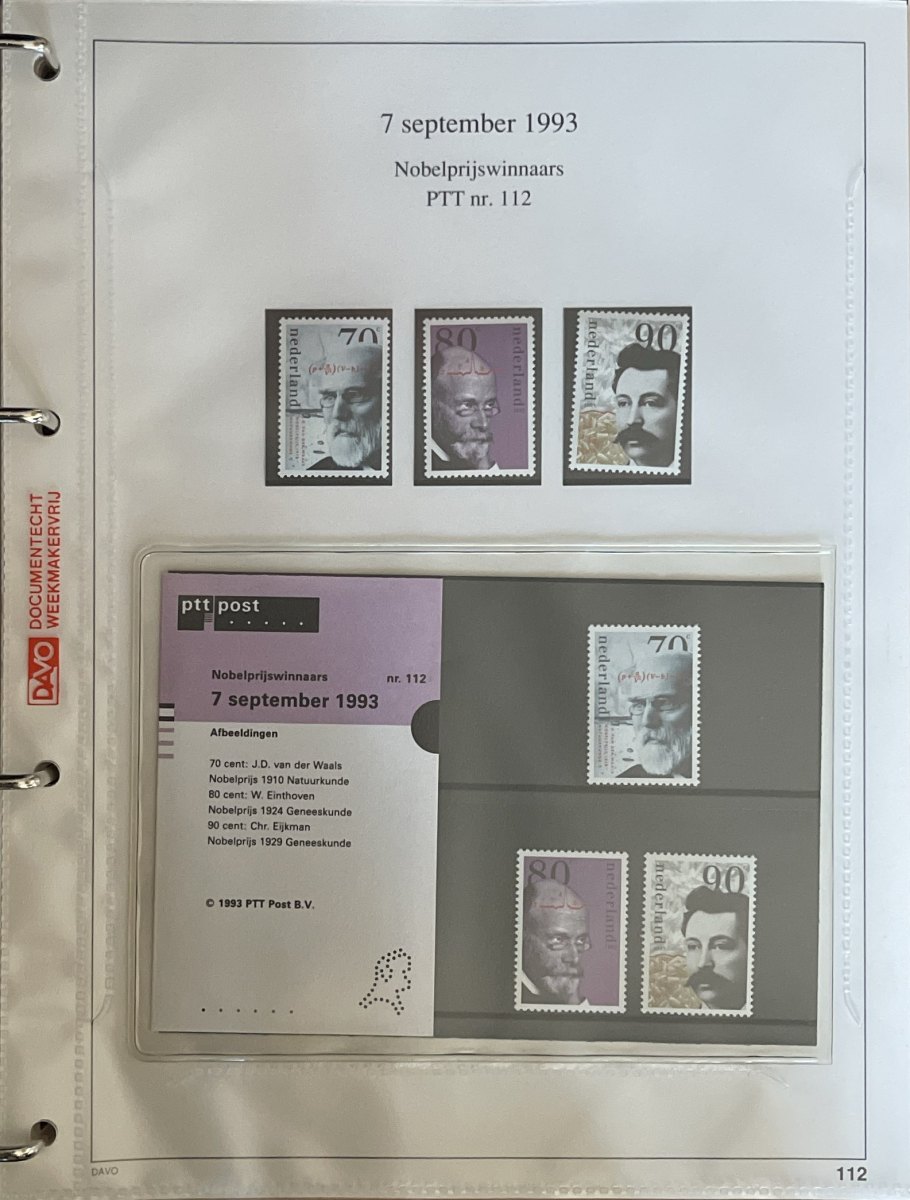 7 september 1993
Nobelprijswinnaars
PTT nr. 112
70c
nederland
80
nederland
90
nederland
DAVO
DOCUMENTECHT
WEEKMAKERVRIJ
ptt post
Nobelprijswinnaars nr. 112
7 september 1993
Afbeeldingen
70 cent: J.D. van der Waals
Nobelprijs 1910 Natuurkunde
80 cent: W. Einthoven
Nobelprijs 1924 Geneeskunde
90 cent: Chr. Eijkman
Nobelprijs 1929 Geneeskunde
© 1993 PTT Post B.V.
70c
nederland
80
nederland
90
nederland
DAVO
112